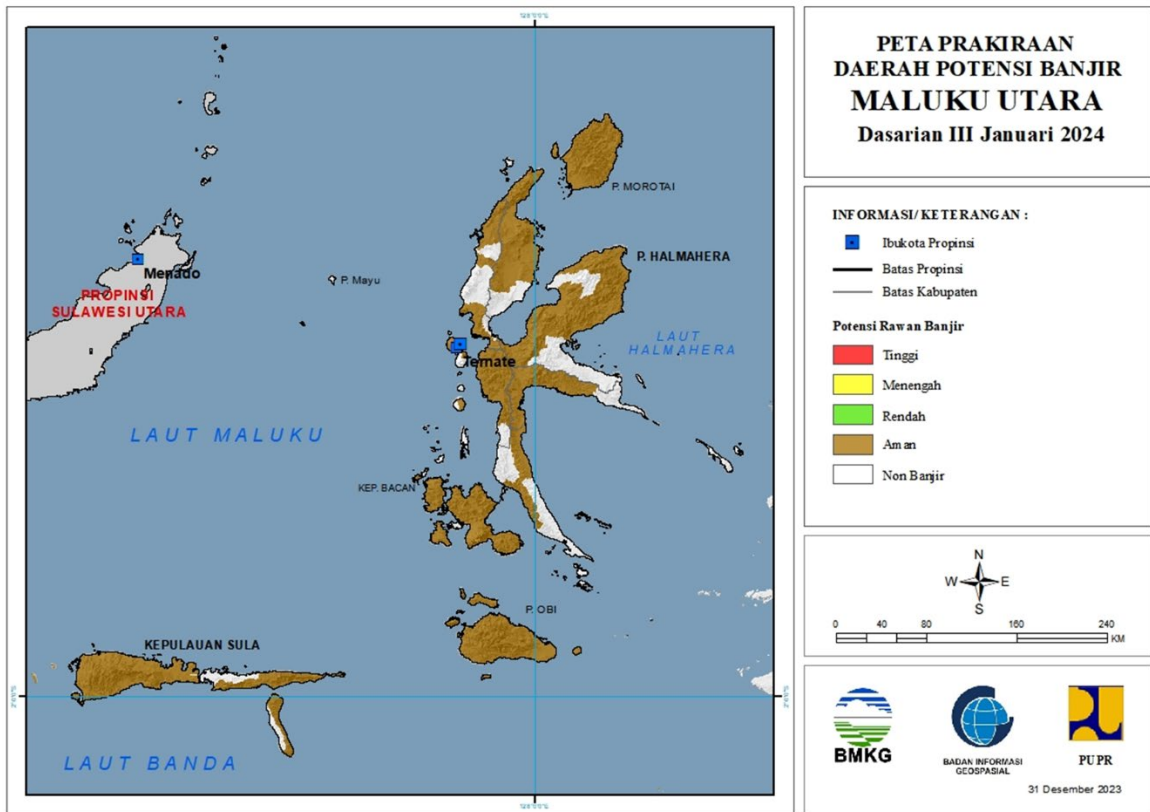 PETA PRAKIRAAN
DAERAH POTENSI BANJIR
MALUKU UTARA
Dasarian III Januari 2024
INFORMASI/ KETERANGAN :
Ibukota Propinsi
Batas Propinsi
Batas Kabupaten
Potensi Rawan Banjir
Tinggi
Menengah
Rendah
Aman
Non Banjir
N
W E
S
0 40 80 160 240
KM
BMKG
BADAN INFORMASI
GEOSPASIAL
PUPR
31 Desember 2023
P. MOROTAI
P. HALMAHERA
Menado
P. Mayu
PROPINSI
SULAWESI UTARA
LAUT
HALMAHERA
Ternate
LAUT MALUKU
KEP. BACAN
P. OBI
KEPULAUAN SULA
LAUT BANDA